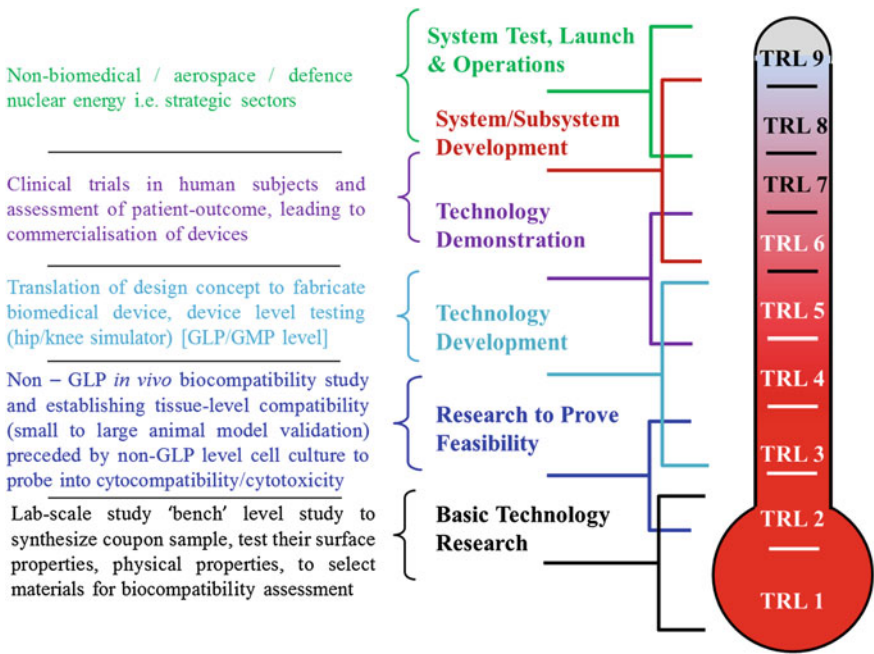 Non-biomedical / aerospace / defence
nuclear energy i.e. strategic sectors
Clinical trials in human subjects and
assessment of patient-outcome, leading to
commercialisation of devices
Translation of design concept to fabricate
biomedical device, device level testing
(hip/knee simulator) [GLP/GMP level]
Non – GLP in vivo biocompatibility study
and establishing tissue-level compatibility
(small to large animal model validation)
preceded by non-GLP level cell culture to
probe into cytocompatibility/cytotoxicity
Lab-scale study 'bench' level study to
synthesize coupon sample, test their surface
properties, physical properties, to select
materials for biocompatibility assessment
System Test, Launch
& Operations
System/Subsystem
Development
Technology
Demonstration
Technology
Development
Research to Prove
Feasibility
Basic Technology
Research
TRL 9
TRL 8
TRL 7
TRL 6
TRL 5
TRL 4
TRL 3
TRL 2
TRL 1